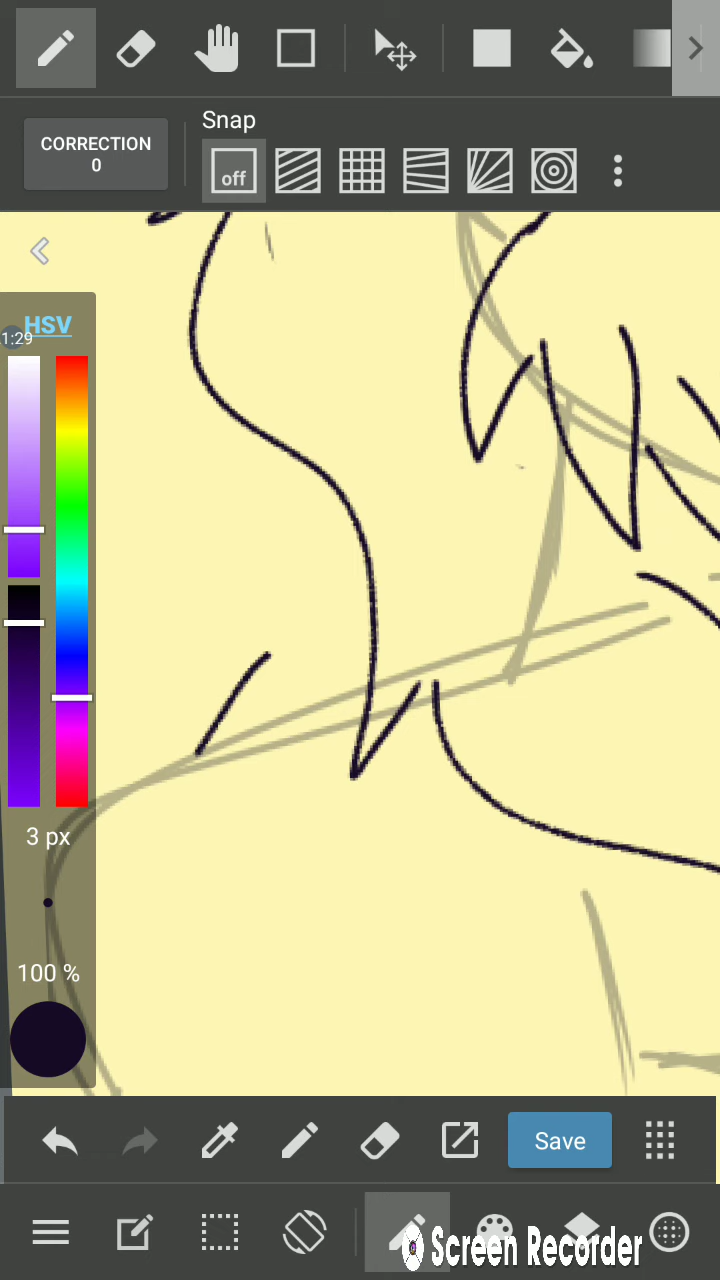 CORRECTION
0
Snap
off
HSV
1:29
3 px
100 %
Save
Screen Recorder